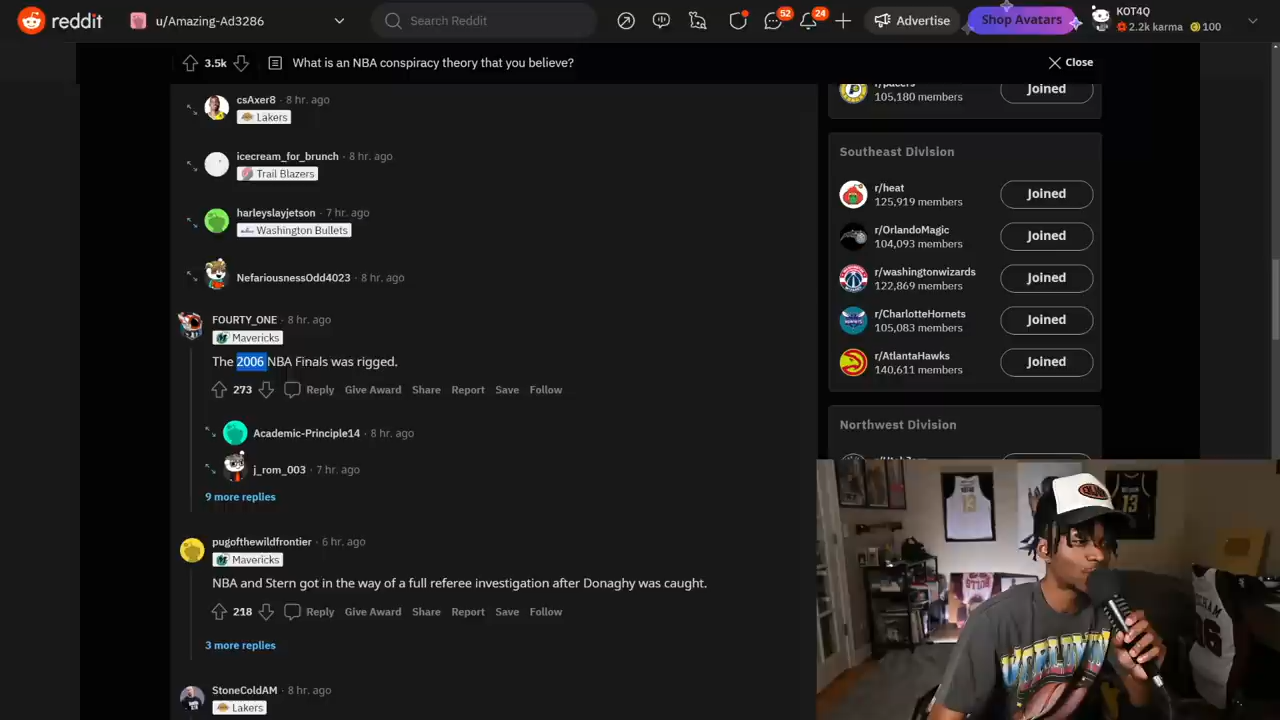 reddit
u/Amazing-Ad3286
Search Reddit
52
24
Advertise
Shop Avatars
KOT4Q
2.2k karma
100
3.5k
What is an NBA conspiracy theory that you believe?
Close
csAxer8 · 8 hr. ago
Lakers
icecream_for_brunch · 8 hr. ago
Trail Blazers
harleyslayjetson · 7 hr. ago
Washington Bullets
NefariousnessOdd4023 · 8 hr. ago
FOURTY_ONE · 8 hr. ago
Mavericks
The 2006 NBA Finals was rigged.
273 Reply Give Award Share Report Save Follow
Academic-Principle14 · 8 hr. ago
j_rom_003 · 7 hr. ago
9 more replies
pugofthewildfrontier · 6 hr. ago
Mavericks
NBA and Stern got in the way of a full referee investigation after Donaghy was caught.
218 Reply Give Award Share Report Save Follow
3 more replies
StoneColdAM · 8 hr. ago
Lakers
r/pacers
105,180 members
Joined
Southeast Division
r/heat
125,919 members
Joined
r/OrlandoMagic
104,093 members
Joined
r/washingtonwizards
122,869 members
Joined
r/CharlotteHornets
105,083 members
Joined
r/AtlantaHawks
140,611 members
Joined
Northwest Division
13
13